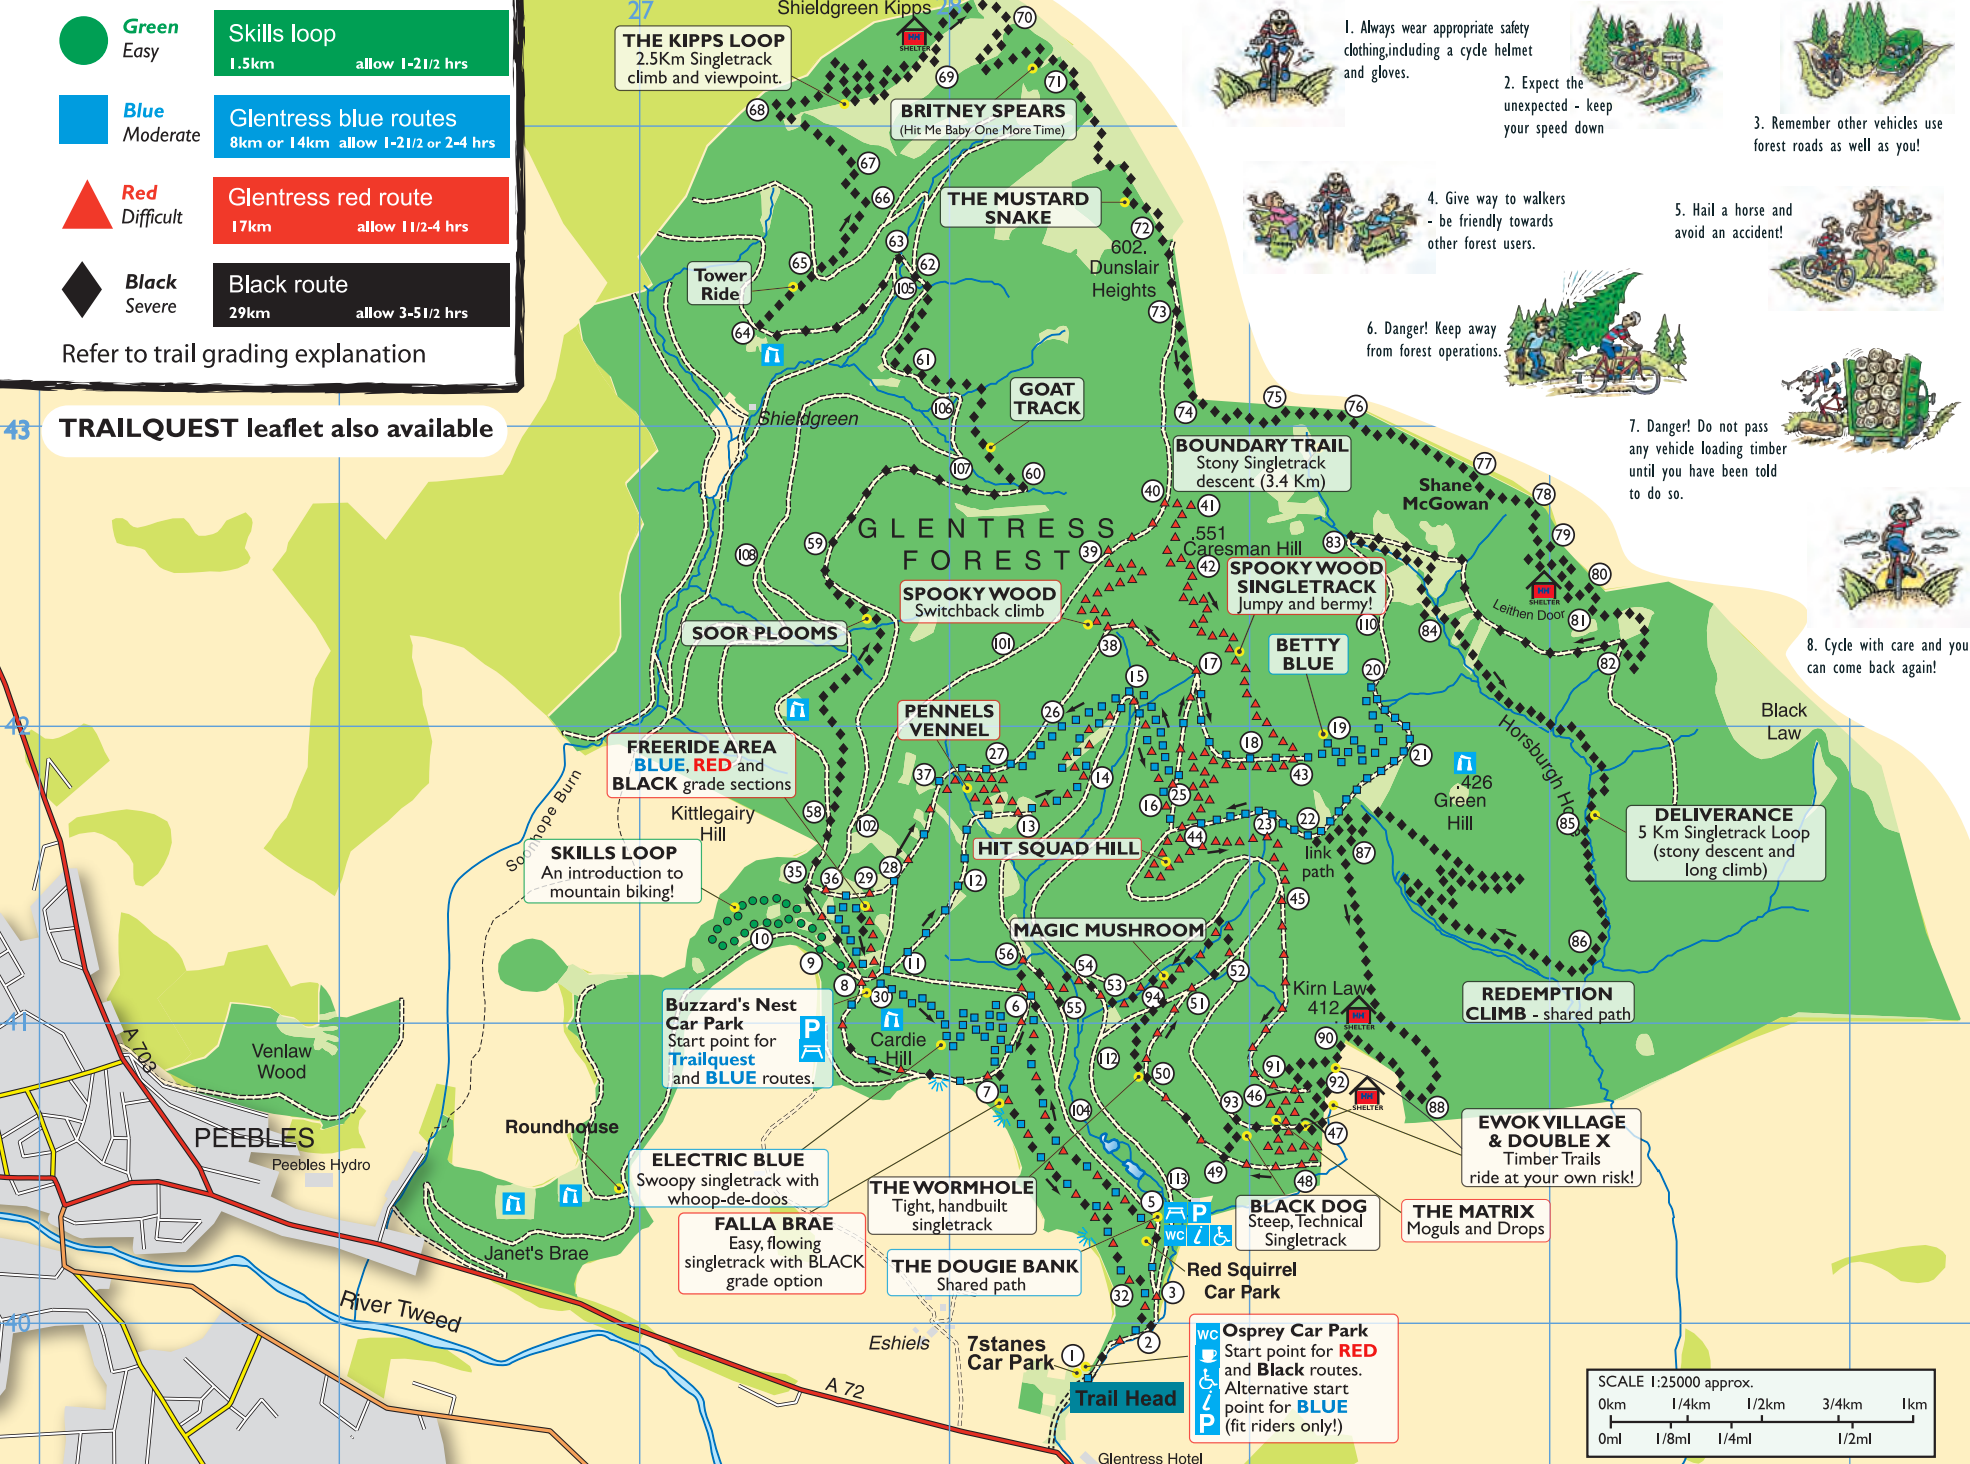 Green
Easy
Skills loop
1.5km allow 1-21/2 hrs
Blue
Moderate
Glentress blue routes
8km or 14km allow 1-21/2 or 2-4 hrs
Red
Difficult
Glentress red route
17km allow 11/2-4 hrs
Black
Severe
Black route
29km allow 3-51/2 hrs
Refer to trail grading explanation
TRAILQUEST leaflet also available
1. Always wear appropriate safety
clothing,including a cycle helmet
and gloves.
2. Expect the
unexpected - keep
your speed down
3. Remember other vehicles use
forest roads as well as you!
4. Give way to walkers
- be friendly towards
other forest users.
5. Hail a horse and
avoid an accident!
6. Danger! Keep away
from forest operations.
7. Danger! Do not pass
any vehicle loading timber
until you have been told
to do so.
8. Cycle with care and you
can come back again!
27
Shieldgreen Kipps
SHELTER
THE KIPPS LOOP
2.5Km Singletrack
climb and viewpoint.
70
69
71
68
BRITNEY SPEARS
(Hit Me Baby One More Time)
67
66
THE MUSTARD
SNAKE
72
602.
Dunslair
Heights
63
62
65
105
Tower
Ride
64
73
61
GOAT
TRACK
106
74
75
76
Shieldgreen
43
BOUNDARY TRAIL
Stony Singletrack
descent (3.4 Km)
107
60
77
Shane
McGowan
78
40
41
GLENTRESS
FOREST
.551
Caresman Hill
59
108
39
42
83
79
80
SHELTER
Leithen Door
81
SPOOKY WOOD
Switchback climb
SPOOKY WOOD
SINGLETRACK
Jumpy and bermy!
SOOR PLOOMS
101
38
110
84
82
BETTY
BLUE
17
20
15
42
26
PENNELS
VENNEL
27
19
18
21
43
Black
Law
Horsburgh Ho
FREERIDE AREA
BLUE, RED and
BLACK grade sections
37
14
.426
Green
Hill
Kittlegairy
Hill
58
102
16
25
13
22
23
44
85
DELIVERANCE
5 Km Singletrack Loop
(stony descent and
long climb)
Soonhope Burn
SKILLS LOOP
An introduction to
mountain biking!
HIT SQUAD HILL
link
path
87
35
36
29
28
12
45
MAGIC MUSHROOM
86
10
9
11
56
54
53
52
8
30
6
55
94
51
Kirn Law
412
SHELTER
REDEMPTION
CLIMB - shared path
41
A 703
Venlaw
Wood
Buzzard's Nest
Car Park
Start point for
Trailquest
and BLUE routes.
P
Cardie
Hill
112
90
91
50
92
7
46
93
SHELTER
88
104
47
PEEBLES
Peebles Hydro
Roundhouse
EWOK VILLAGE
& DOUBLE X
Timber Trails
ride at your own risk!
ELECTRIC BLUE
Swoopy singletrack with
whoop-de-doos
THE WORMHOLE
Tight, handbuilt
singletrack
49
48
113
5
P
WC i
BLACK DOG
Steep, Technical
Singletrack
THE MATRIX
Moguls and Drops
FALLA BRAE
Easy, flowing
singletrack with BLACK
grade option
Janet's Brae
THE DOUGIE BANK
Shared path
Red Squirrel
Car Park
32
3
40
River Tweed
Eshiels
7stanes
Car Park
1
2
Trail Head
WC
i
P
Osprey Car Park
Start point for RED
and Black routes.
Alternative start
point for BLUE
(fit riders only!)
A 72
Glentress Hotel
SCALE 1:25000 approx.
0km 1/4km 1/2km 3/4km 1km
0ml 1/8ml 1/4ml 1/2ml